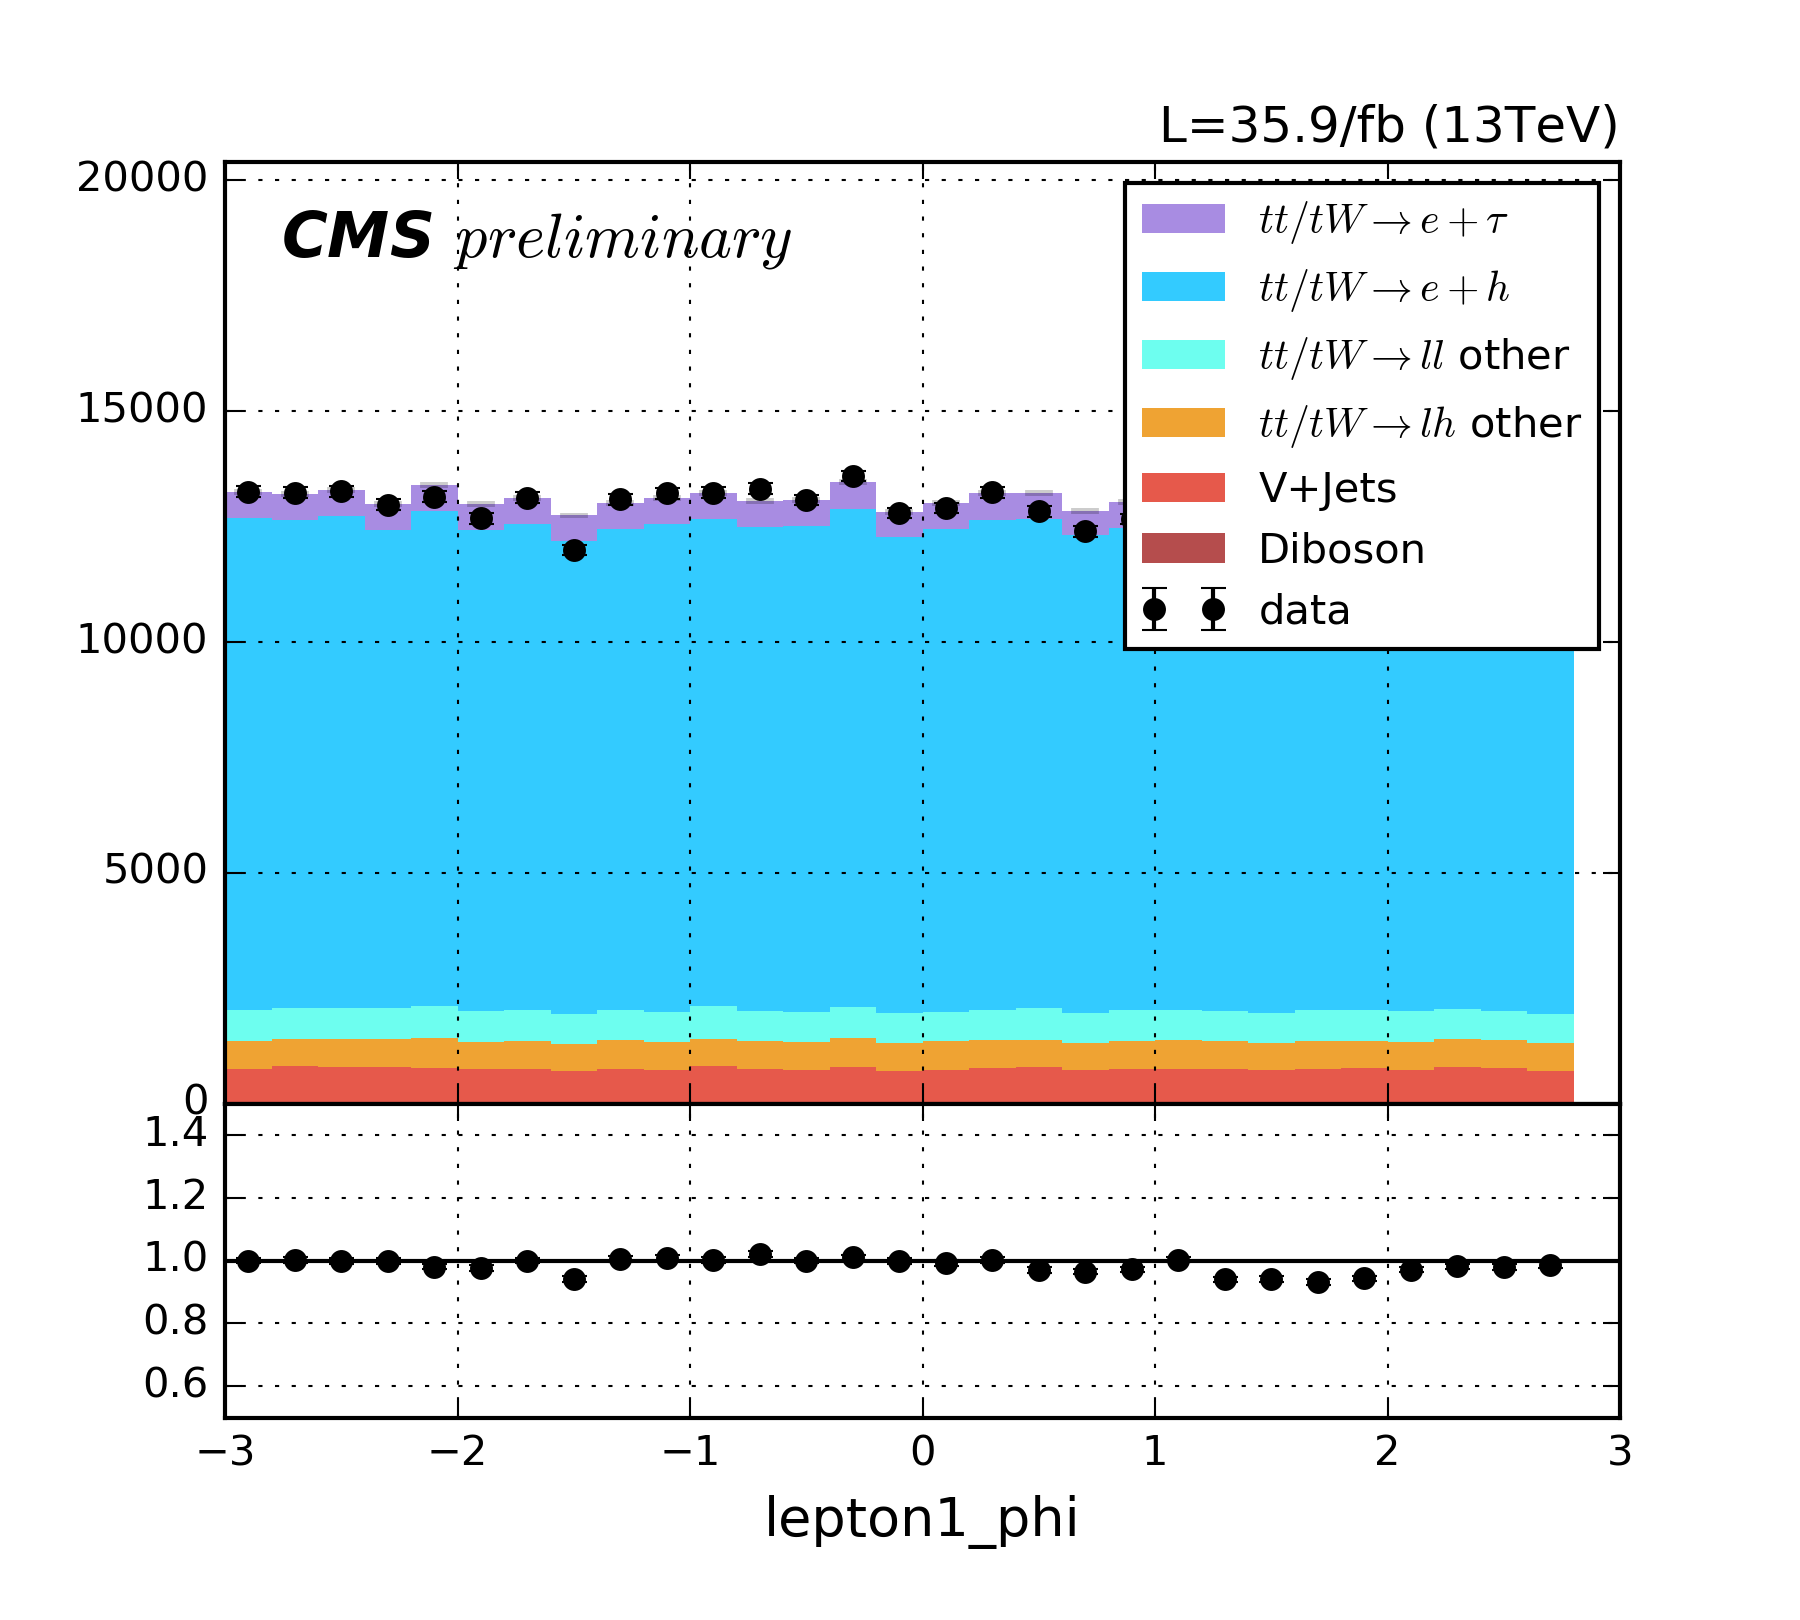 L=35.9/fb (13TeV)
CMS preliminary
20000
15000
10000
5000
0
tt/tW → e + τ
tt/tW → e + h
tt/tW → ll other
tt/tW → lh other
V+Jets
Diboson
data
1.4
1.2
1.0
0.8
0.6
−3 −2 −1 0 1 2 3
lepton1_phi